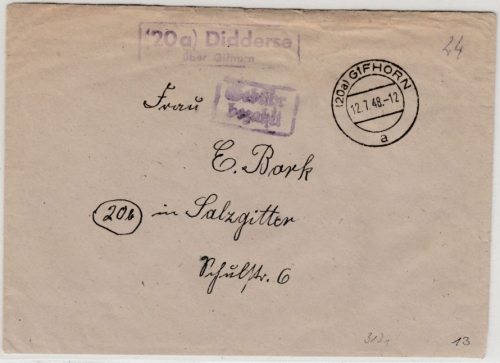 (20a) Didderse
über Gifhorn
24
(20a) GIFHORN
12.7.48.-12
a
Gebühr
bezahlt
Frau
E. Bark
20b in Salzgitter
Schulstr. 6
313,
13